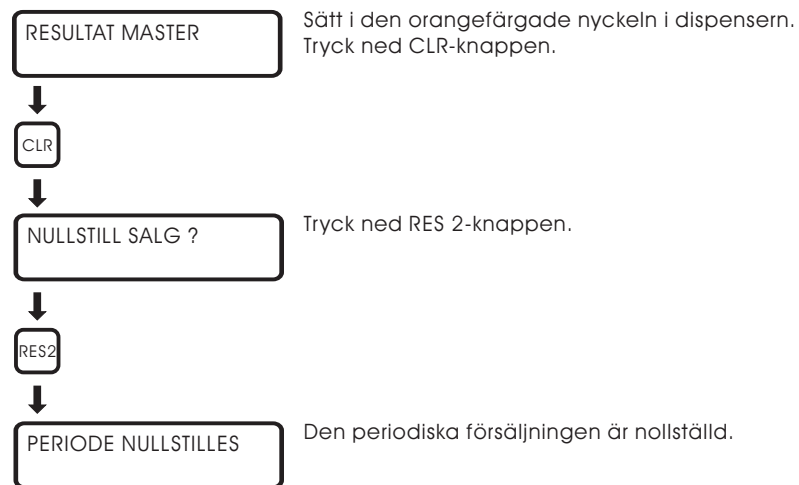 RESULTAT MASTER
Sätt i den orangefärgade nyckeln i dispensern.
Tryck ned CLR-knappen.
CLR
NULLSTILL SALG ?
Tryck ned RES 2-knappen.
RES2
PERIODE NULLSTILLES
Den periodiska försäljningen är nollställd.